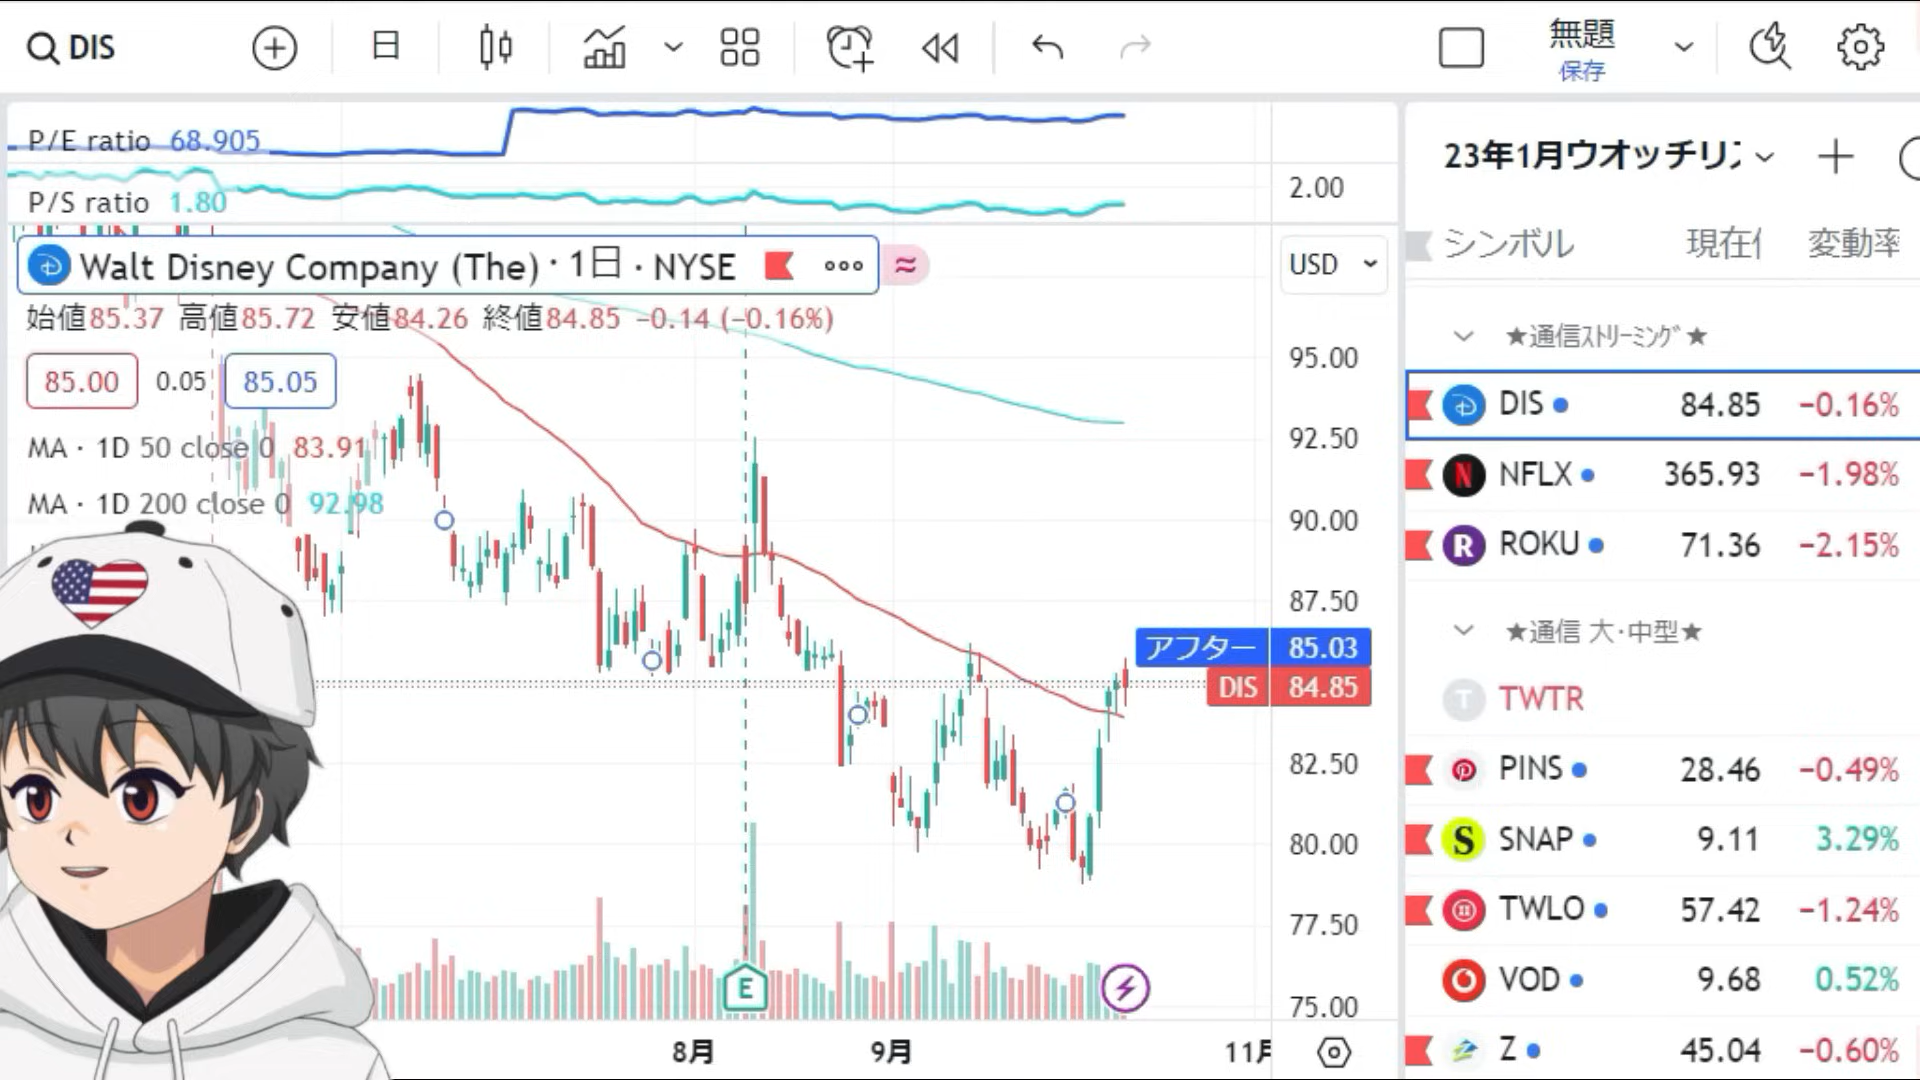 DIS
日
無題
保存
P/E ratio 68.905
P/S ratio 1.80
2.00
Walt Disney Company (The) · 1日 · NYSE
USD
始値85.37 高値85.72 安値84.26 終値84.85 −0.14 (−0.16%)
85.00 0.05 85.05
MA · 1D 50 close 0 83.91
MA · 1D 200 close 0 92.98
95.00
92.50
90.00
87.50
アフター 85.03
DIS 84.85
82.50
80.00
77.50
75.00
E
8月 9月 11月
23年1月ウオッチリス
シンボル 現在値 変動率
★通信ｽﾄﾘｰﾐﾝｸﾞ★
DIS 84.85 −0.16%
N NFLX 365.93 −1.98%
R ROKU 71.36 −2.15%
★通信 大･中型★
T TWTR
PINS 28.46 −0.49%
S SNAP 9.11 3.29%
TWLO 57.42 −1.24%
VOD 9.68 0.52%
Z 45.04 −0.60%